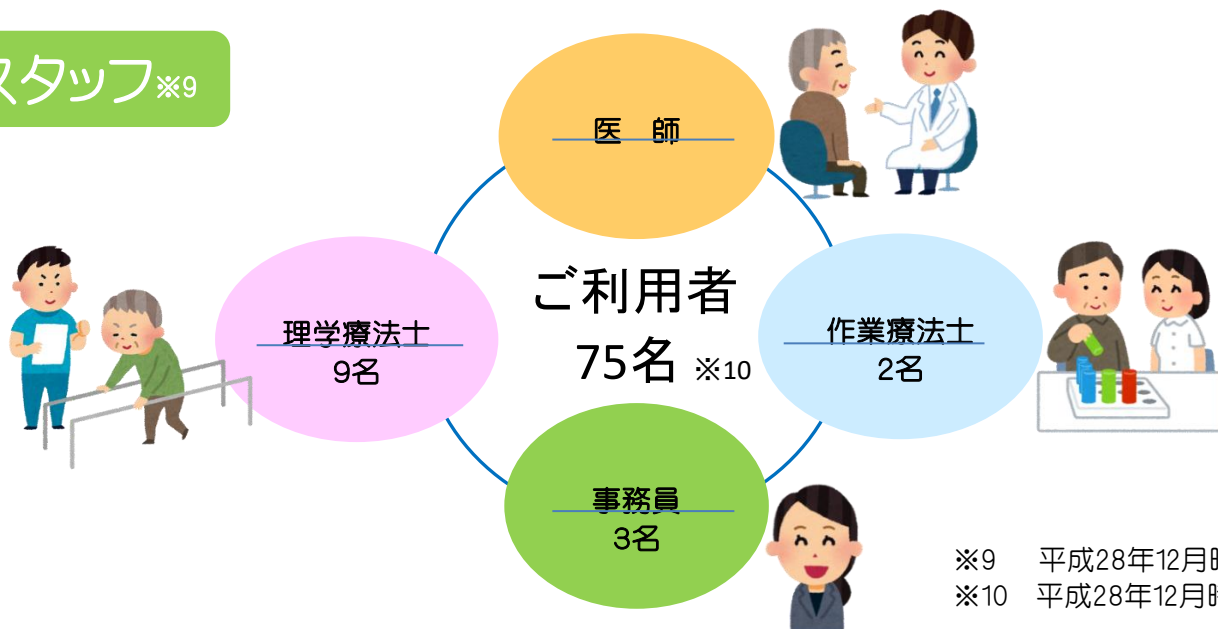 スタッフ※9
医　師
ご利用者
75名 ※10
理学療法士
9名
作業療法士
2名
事務員
3名
※9　平成28年12月時
※10　平成28年12月時